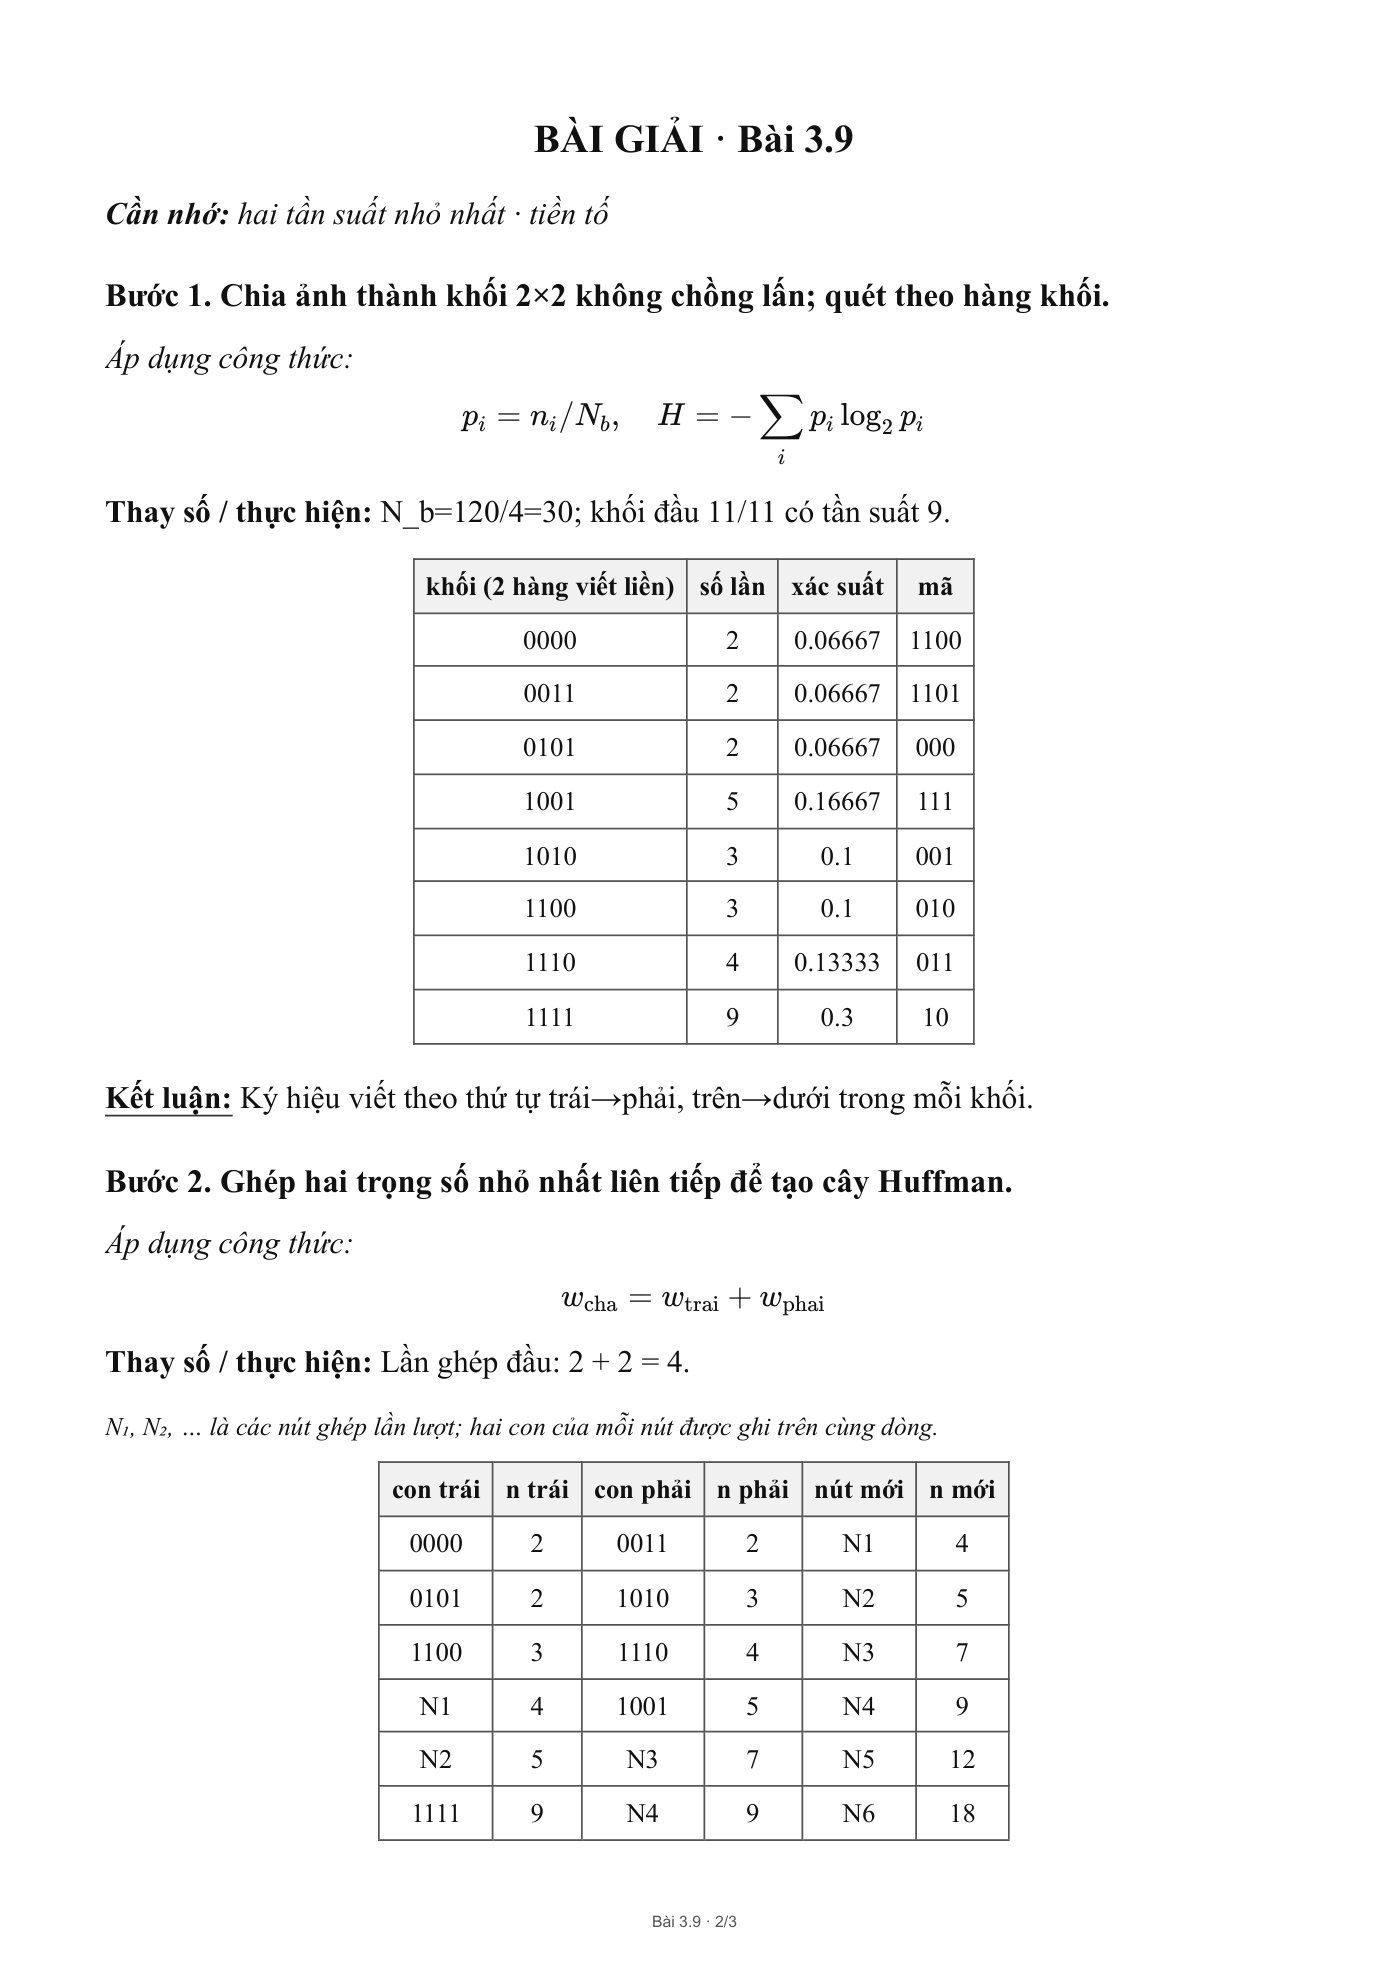 BÀI GIẢI · Bài 3.9
Cần nhớ: hai tần suất nhỏ nhất · tiền tố
Bước 1. Chia ảnh thành khối 2×2 không chồng lấn; quét theo hàng khối.
Áp dụng công thức:
p_i = n_i/N_b,   H = − ∑_i p_i log_2 p_i
Thay số / thực hiện: N_b=120/4=30; khối đầu 11/11 có tần suất 9.
khối (2 hàng viết liền) số lần xác suất mã
0000 2 0.06667 1100
0011 2 0.06667 1101
0101 2 0.06667 000
1001 5 0.16667 111
1010 3 0.1 001
1100 3 0.1 010
1110 4 0.13333 011
1111 9 0.3 10
Kết luận: Ký hiệu viết theo thứ tự trái→phải, trên→dưới trong mỗi khối.
Bước 2. Ghép hai trọng số nhỏ nhất liên tiếp để tạo cây Huffman.
Áp dụng công thức:
w_cha = w_trai + w_phai
Thay số / thực hiện: Lần ghép đầu: 2 + 2 = 4.
N₁, N₂, … là các nút ghép lần lượt; hai con của mỗi nút được ghi trên cùng dòng.
con trái n trái con phải n phải nút mới n mới
0000 2 0011 2 N1 4
0101 2 1010 3 N2 5
1100 3 1110 4 N3 7
N1 4 1001 5 N4 9
N2 5 N3 7 N5 12
1111 9 N4 9 N6 18
Bài 3.9 · 2/3